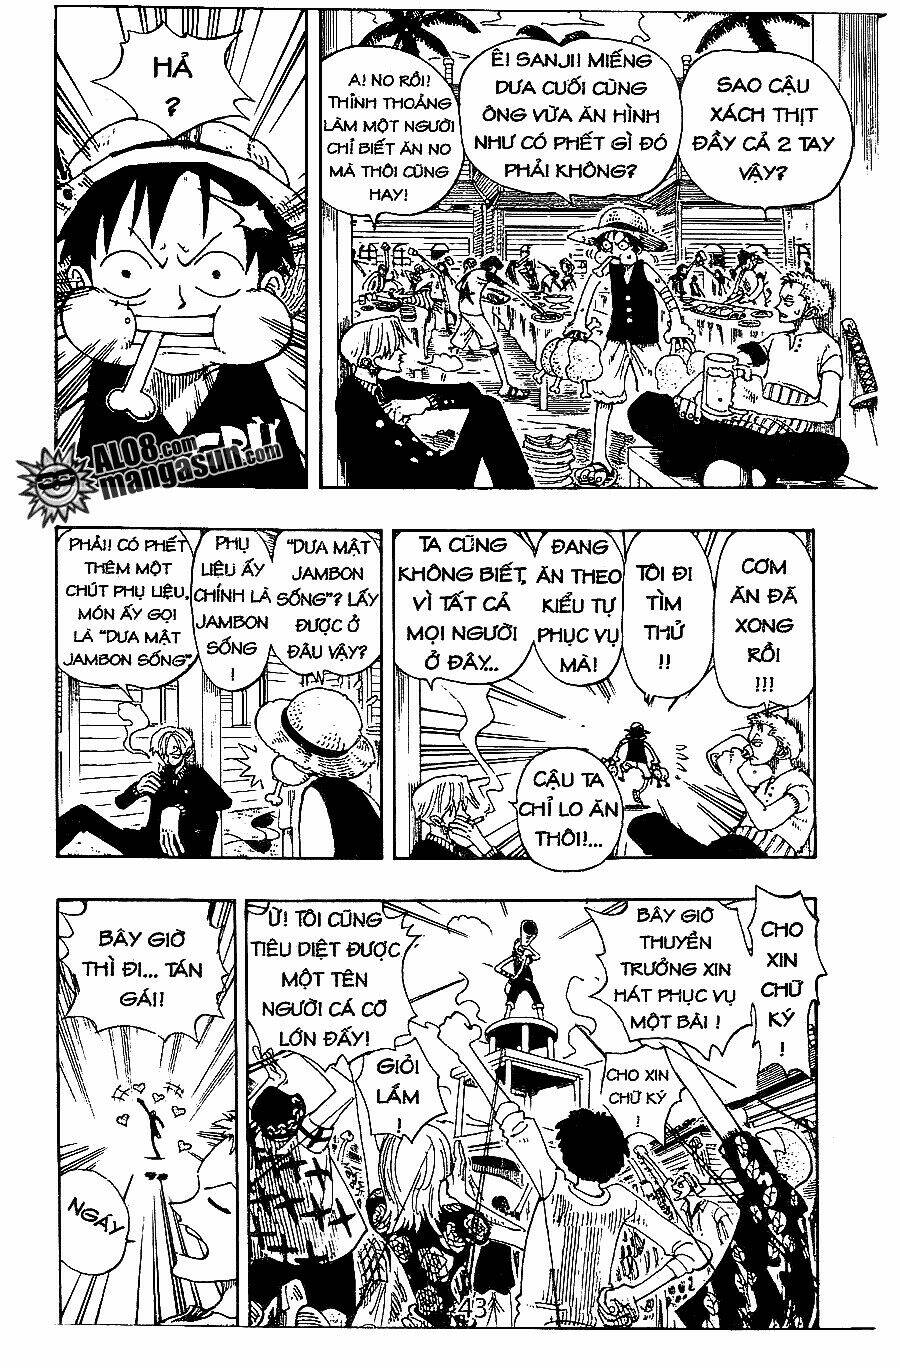 SAO CẬU
XÁCH THỊT
ĐẦY CẢ 2 TAY
VẬY?
Ê! SANJI! MIẾNG
DƯA CUỐI CÙNG
ÔNG VỪA ĂN HÌNH
NHƯ CÓ PHẾT GÌ ĐÓ
PHẢI KHÔNG?
A! NO RỒI!
THỈNH THOẢNG
LÀM MỘT NGƯỜI
CHỈ BIẾT ĂN NO
MÀ THÔI CŨNG
HAY!
HẢ
?
ALO8.com
mangasun.com
CƠM
ĂN ĐÃ
XONG
RỒI
!!!
TÔI ĐI
TÌM
THỬ
!!
ĐANG
ĂN THEO
KIỂU TỰ
PHỤC VỤ
MÀ!
TA CŨNG
KHÔNG BIẾT,
VÌ TẤT CẢ
MỌI NGƯỜI
Ở ĐÂY...
CẬU TA
CHỈ LO ĂN
THÔI!...
"DƯA MẬT
JAMBON
SỐNG"? LẤY
ĐƯỢC Ở
ĐÂU VẬY?
PHỤ
LIỆU ẤY
CHÍNH LÀ
JAMBON
SỐNG
!
PHẢI! CÓ PHẾT
THÊM MỘT
CHÚT PHỤ LIỆU.
MÓN ẤY GỌI
LÀ "DƯA MẬT
JAMBON SỐNG"
CHO
XIN
CHỮ
KÝ
!
BÂY GIỜ
THUYỀN
TRƯỞNG XIN
HÁT PHỤC VỤ
MỘT BÀI !
CHO XIN
CHỮ KÝ
!
Ừ! TÔI CŨNG
TIÊU DIỆT ĐƯỢC
MỘT TÊN
NGƯỜI CÁ CỠ
LỚN ĐẤY!
GIỎI
LẮM
!
BÂY GIỜ
THÌ ĐI... TÁN
GÁI!
NGÁY
43